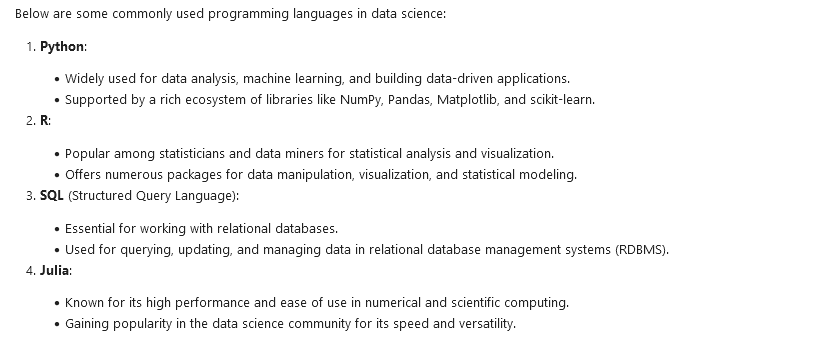 Below are some commonly used programming languages in data science:
1. Python:
• Widely used for data analysis, machine learning, and building data-driven applications.
• Supported by a rich ecosystem of libraries like NumPy, Pandas, Matplotlib, and scikit-learn.
2. R:
• Popular among statisticians and data miners for statistical analysis and visualization.
• Offers numerous packages for data manipulation, visualization, and statistical modeling.
3. SQL (Structured Query Language):
• Essential for working with relational databases.
• Used for querying, updating, and managing data in relational database management systems (RDBMS).
4. Julia:
• Known for its high performance and ease of use in numerical and scientific computing.
• Gaining popularity in the data science community for its speed and versatility.